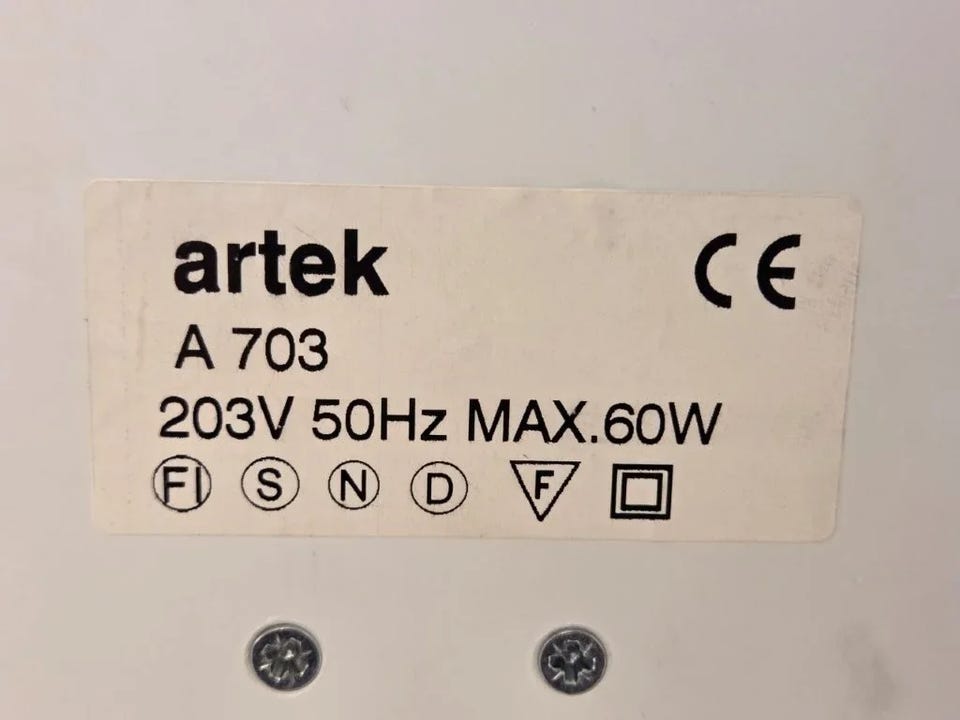 artek CE
A 703
203V 50Hz MAX.60W
FI S N D F